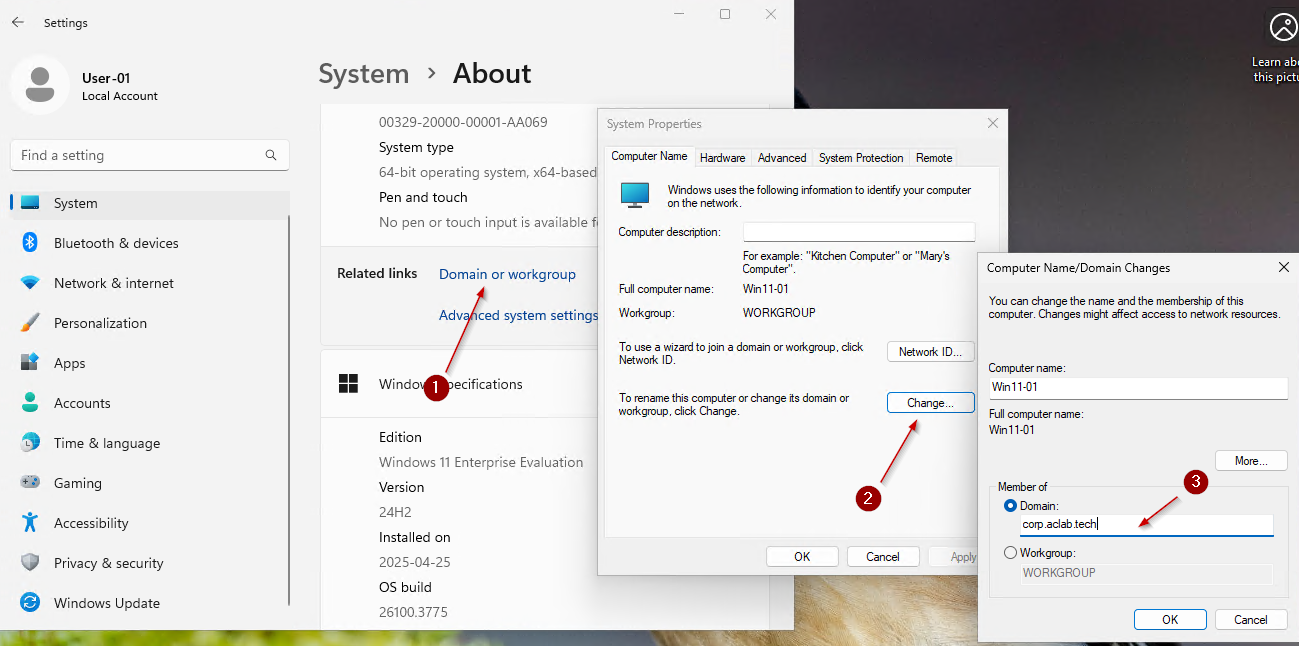 Settings
User-01
Local Account
Find a setting
System
Bluetooth & devices
Network & internet
Personalization
Apps
Accounts
Time & language
Gaming
Accessibility
Privacy & security
Windows Update
System > About
00329-20000-00001-AA069
System type
64-bit operating system, x64-based
Pen and touch
No pen or touch input is available
Related links
Domain or workgroup
Advanced system settings
1
Windows specifications
Edition
Windows 11 Enterprise Evaluation
Version
24H2
Installed on
2025-04-25
OS build
26100.3775
System Properties
Computer Name
Hardware
Advanced
System Protection
Remote
Windows uses the following information to identify your computer
on the network.
Computer description:
For example: "Kitchen Computer" or "Mary's
Computer".
Full computer name:
Win11-01
Workgroup:
WORKGROUP
To use a wizard to join a domain or workgroup, click
Network ID.
Network ID...
To rename this computer or change its domain or
workgroup, click Change.
Change...
2
OK
Cancel
Apply
Learn
this
Computer Name/Domain Changes
You can change the name and the membership of this
computer. Changes might affect access to network resources.
Computer name:
Win11-01
Full computer name:
Win11-01
More...
3
Member of
Domain:
corp.aclab.tech
Workgroup:
WORKGROUP
OK
Cancel